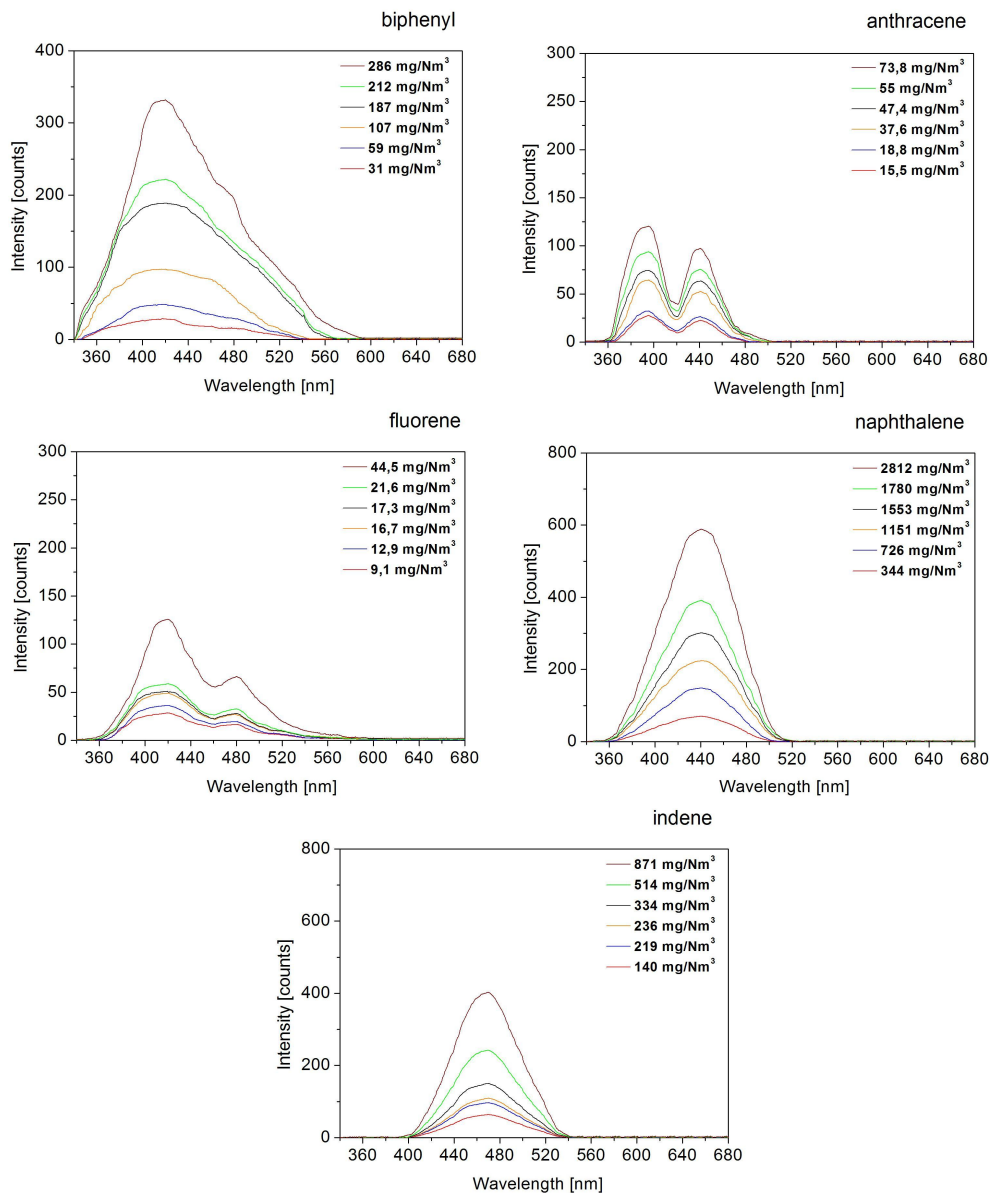 biphenyl
400
300
200
100
0
Intensity [counts]
286 mg/Nm³
212 mg/Nm³
187 mg/Nm³
107 mg/Nm³
59 mg/Nm³
31 mg/Nm³
360 400 440 480 520 560 600 640 680
Wavelength [nm]
anthracene
300
250
200
150
100
50
0
Intensity [counts]
73,8 mg/Nm³
55 mg/Nm³
47,4 mg/Nm³
37,6 mg/Nm³
18,8 mg/Nm³
15,5 mg/Nm³
360 400 440 480 520 560 600 640 680
Wavelength [nm]
fluorene
300
250
200
150
100
50
0
Intensity [counts]
44,5 mg/Nm³
21,6 mg/Nm³
17,3 mg/Nm³
16,7 mg/Nm³
12,9 mg/Nm³
9,1 mg/Nm³
360 400 440 480 520 560 600 640 680
Wavelength [nm]
naphthalene
800
600
400
200
0
Intensity [counts]
2812 mg/Nm³
1780 mg/Nm³
1553 mg/Nm³
1151 mg/Nm³
726 mg/Nm³
344 mg/Nm³
360 400 440 480 520 560 600 640 680
Wavelength [nm]
indene
800
600
400
200
0
Intensity [counts]
871 mg/Nm³
514 mg/Nm³
334 mg/Nm³
236 mg/Nm³
219 mg/Nm³
140 mg/Nm³
360 400 440 480 520 560 600 640 680
Wavelength [nm]